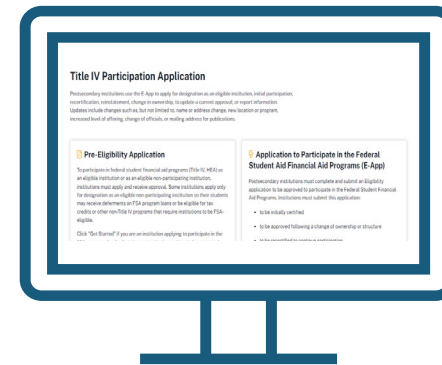 Title IV Participation Application
Postsecondary institutions use the E-App to apply for designation as an eligible institution, initial participation,
recertification, reinstatement, change in ownership, to update a current approval, or report information.
Updates include changes such as, but not limited to, name or address change, new location or program,
increased level of offering, change of officials, or mailing address for publications.
Pre-Eligibility Application
To participate in federal student financial aid programs (Title IV, HEA) as
an eligible institution or as an eligible non-participating institution,
institutions must apply and receive approval. Some institutions apply only
for designation as an eligible non-participating institution so their students
may receive deferments on FSA program loans or be eligible for tax
credits or other non-Title IV programs that require institutions to be FSA-
eligible.
Click "Get Started" if you are an institution applying to participate in the
Application to Participate in the Federal
Student Aid Financial Aid Programs (E-App)
Postsecondary institutions must complete and submit an Eligibility
application to be approved to participate in the Federal Student Financial
Aid Programs. Institutions must submit this application:
• to be initially certified
• to be approved following a change of ownership or structure
• to be recertified to continue participation